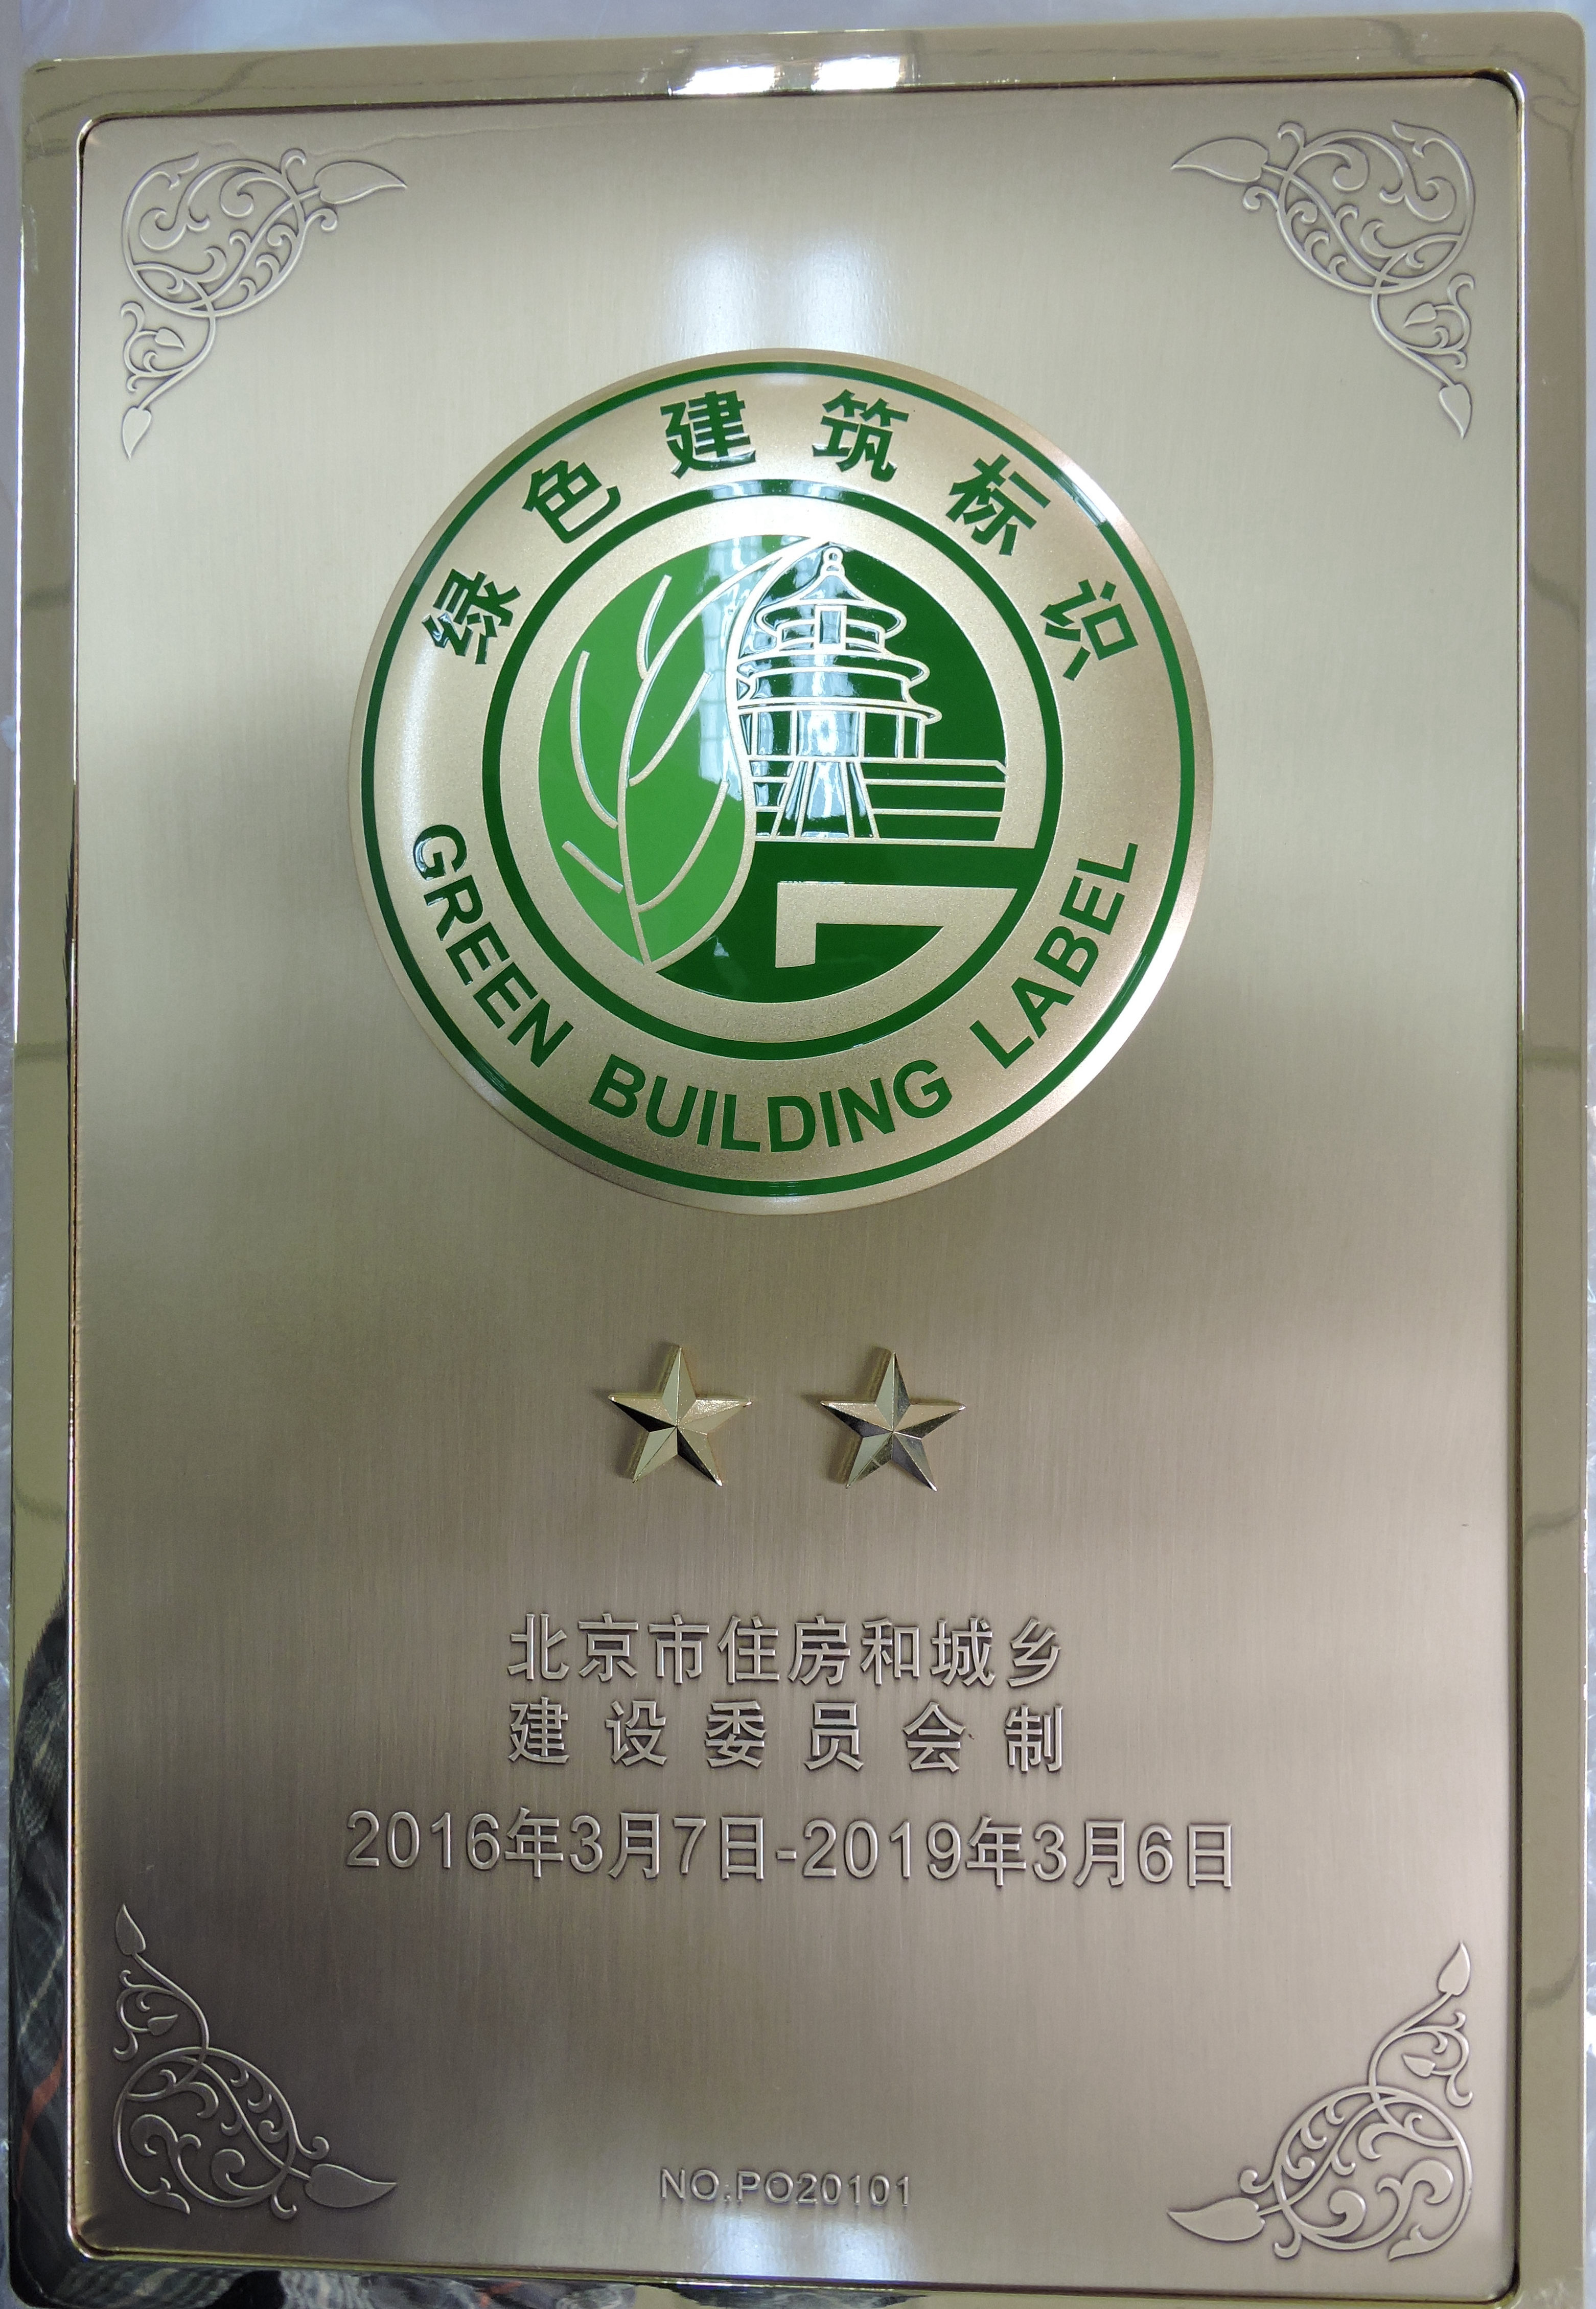 绿色建筑标识
GREEN BUILDING LABEL
北京市住房和城乡
建设委员会制
2016年3月7日-2019年3月6日
NO.PO20101